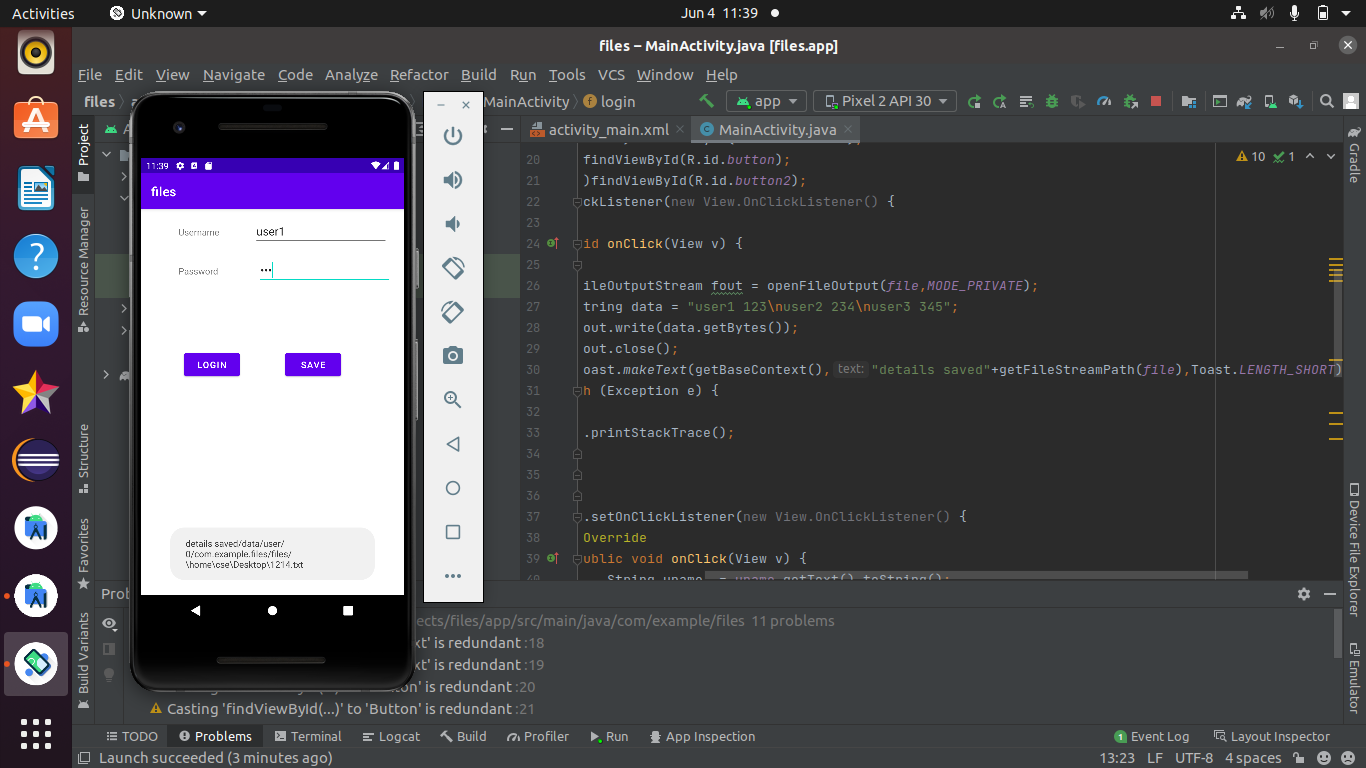 Activities
Unknown
Jun 4 11:39
files – MainActivity.java [files.app]
File Edit View Navigate Code Analyze Refactor Build Run Tools VCS Window Help
files
MainActivity
login
app
Pixel 2 API 30
Project
Resource Manager
Structure
Favorites
Build Variants
activity_main.xml
MainActivity.java
11:39
files
Username
user1
Password
•••
LOGIN
SAVE
details saved/data/user/
0/com.example.files/files/
\home\cse\Desktop\1214.txt
10
1
20 findViewById(R.id.button);
21 )findViewById(R.id.button2);
22 ckListener(new View.OnClickListener() {
23
24 id onClick(View v) {
25
26 ileOutputStream fout = openFileOutput(file,MODE_PRIVATE);
27 tring data = "user1 123\nuser2 234\nuser3 345";
28 out.write(data.getBytes());
29 out.close();
30 oast.makeText(getBaseContext(), text: "details saved"+getFileStreamPath(file),Toast.LENGTH_SHORT)
31 h (Exception e) {
32
33 .printStackTrace();
34
35
36
37 .setOnClickListener(new View.OnClickListener() {
38 Override
39 ublic void onClick(View v) {
Gradle
Device File Explorer
Emulator
Prob
ects/files/app/src/main/java/com/example/files 11 problems
xt' is redundant :18
xt' is redundant :19
ton' is redundant :20
Casting 'findViewById(...)' to 'Button' is redundant :21
TODO
Problems
Terminal
Logcat
Build
Profiler
Run
App Inspection
1 Event Log
Layout Inspector
Launch succeeded (3 minutes ago)
13:23 LF UTF-8 4 spaces